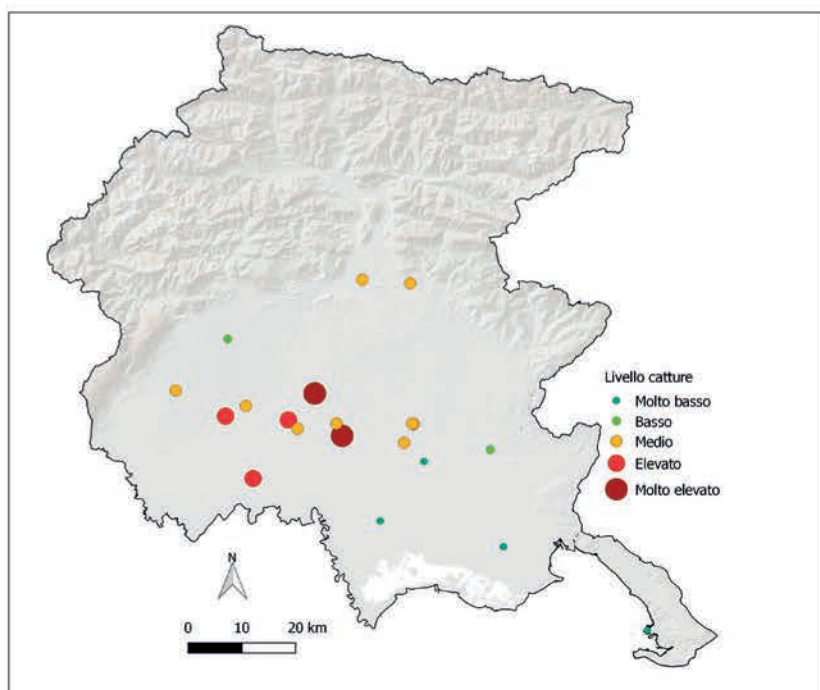 Livello catture
Molto basso
Basso
Medio
Elevato
Molto elevato
N
0 10 20 km